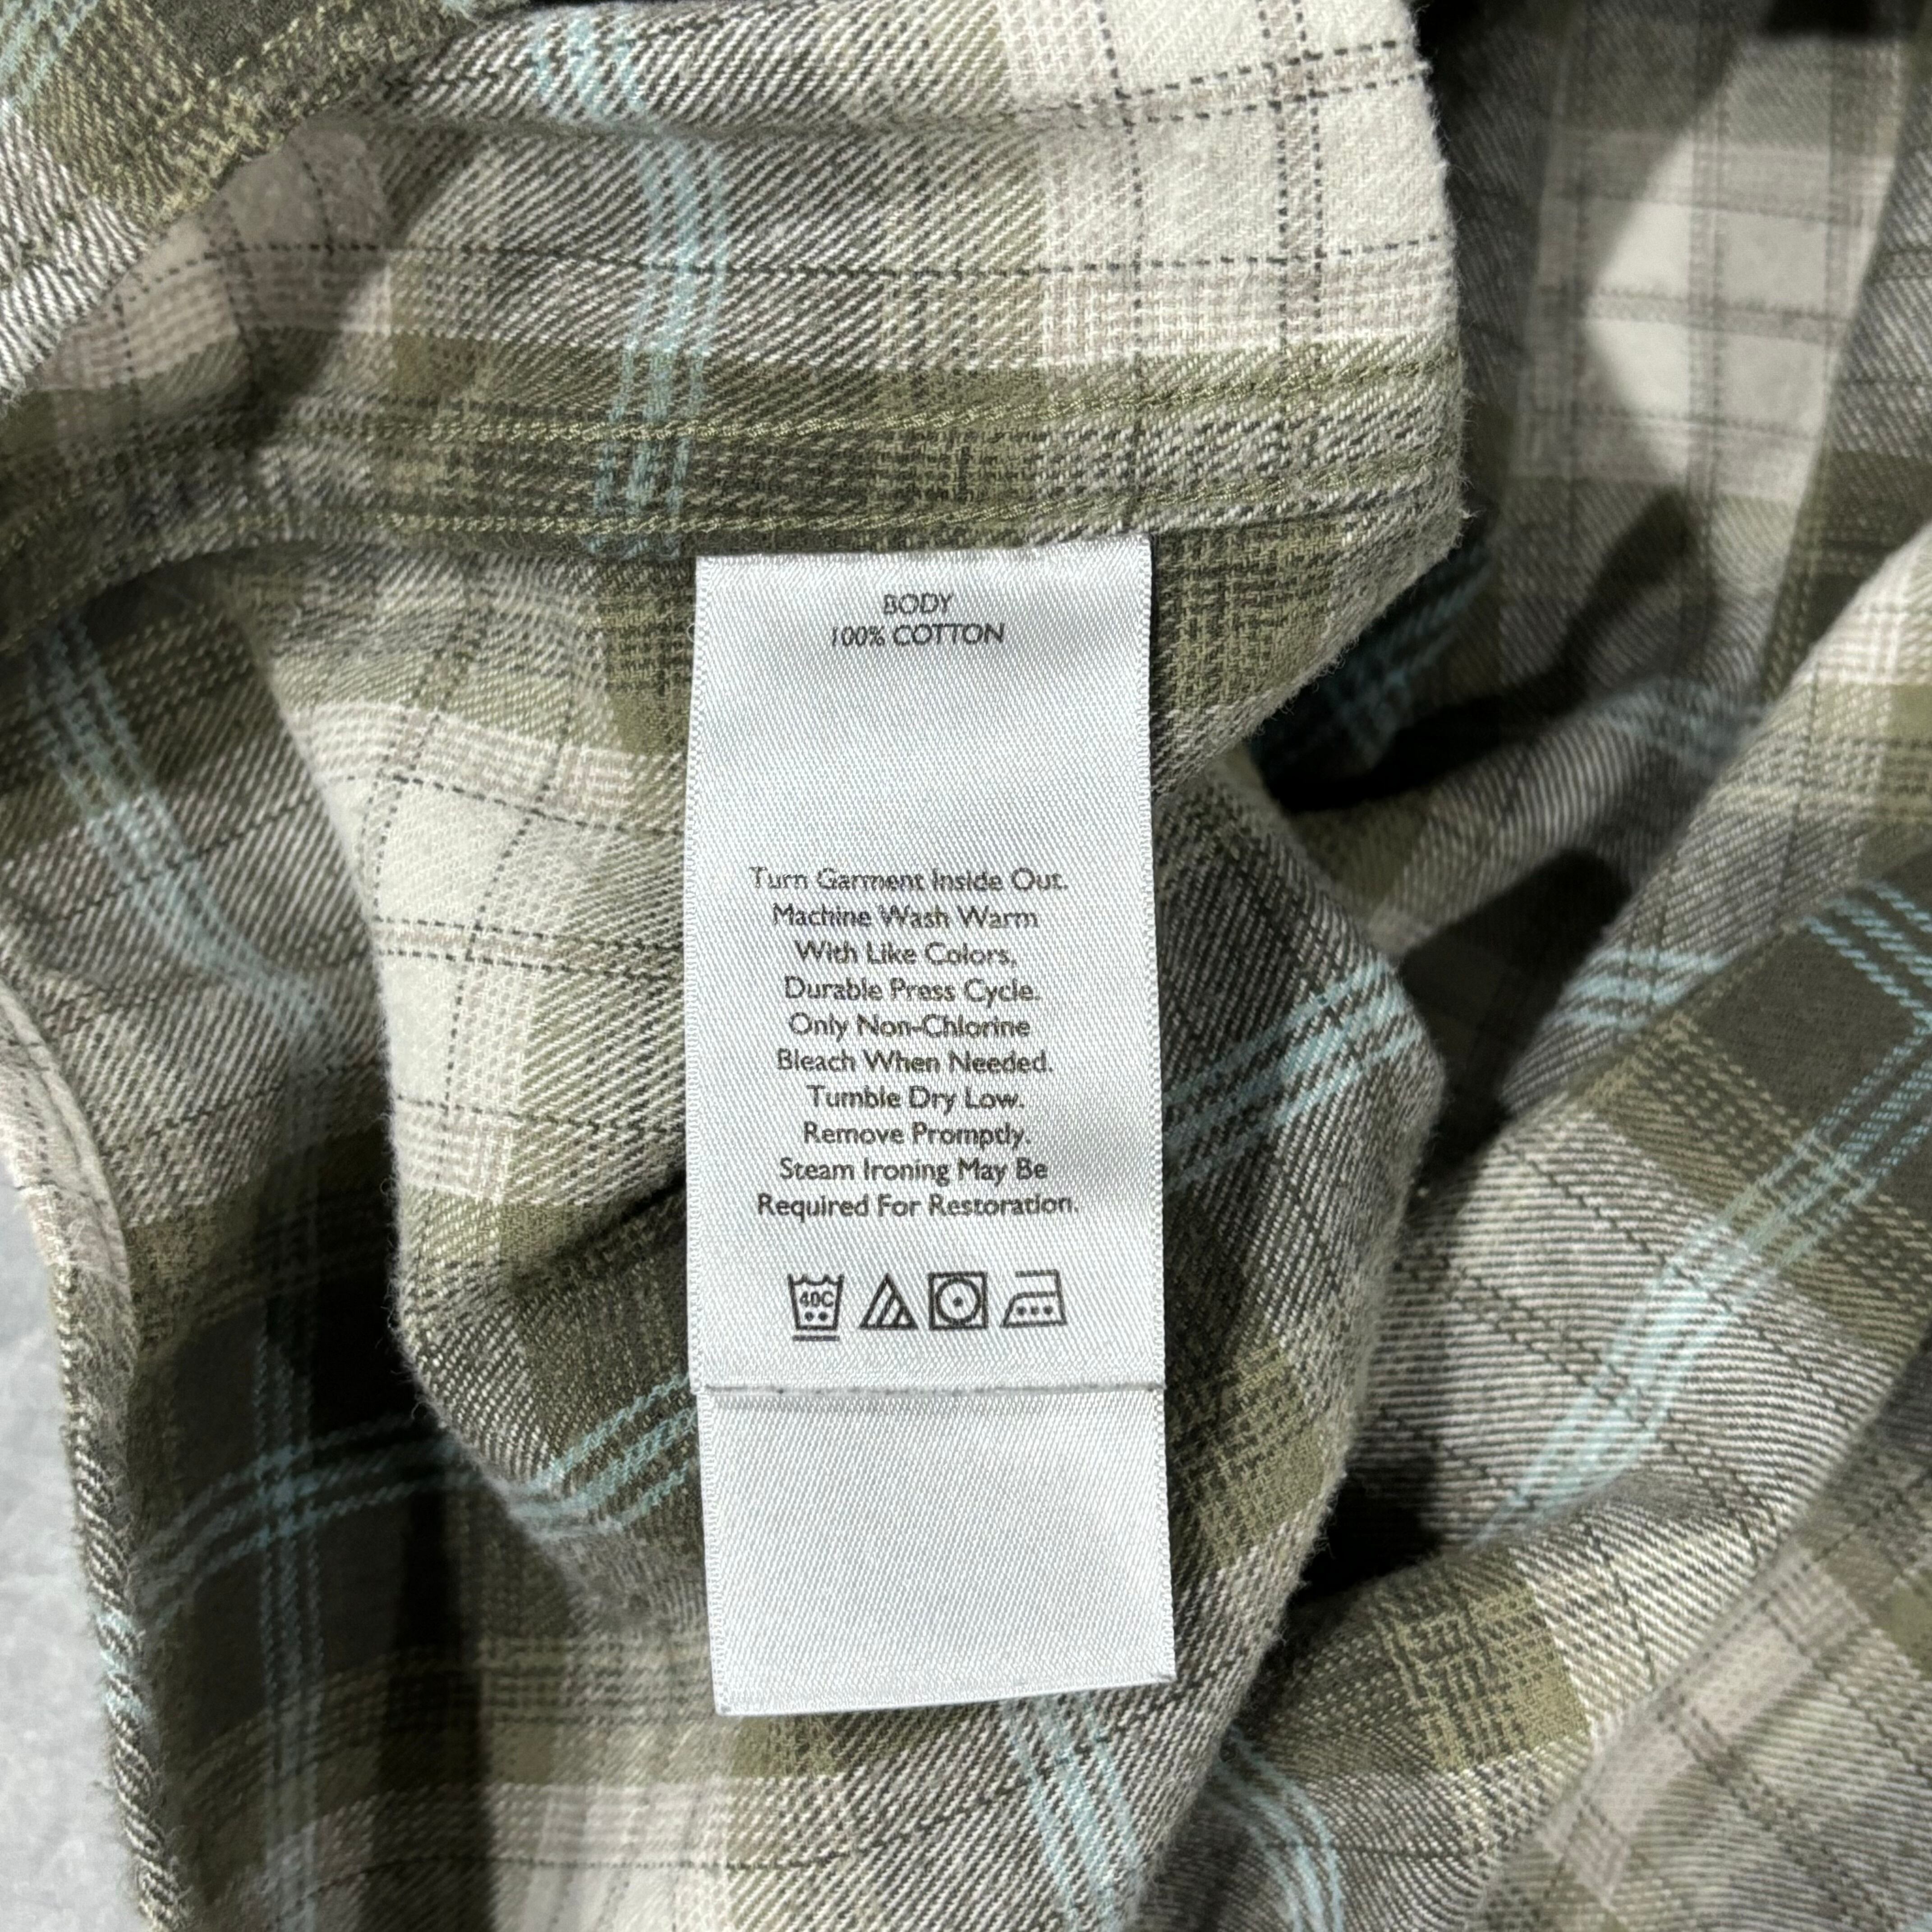 BODY
100% COTTON
Turn Garment Inside Out.
Machine Wash Warm
With Like Colors,
Durable Press Cycle.
Only Non-Chlorine
Bleach When Needed.
Tumble Dry Low.
Remove Promptly.
Steam Ironing May Be
Required For Restoration.
40C